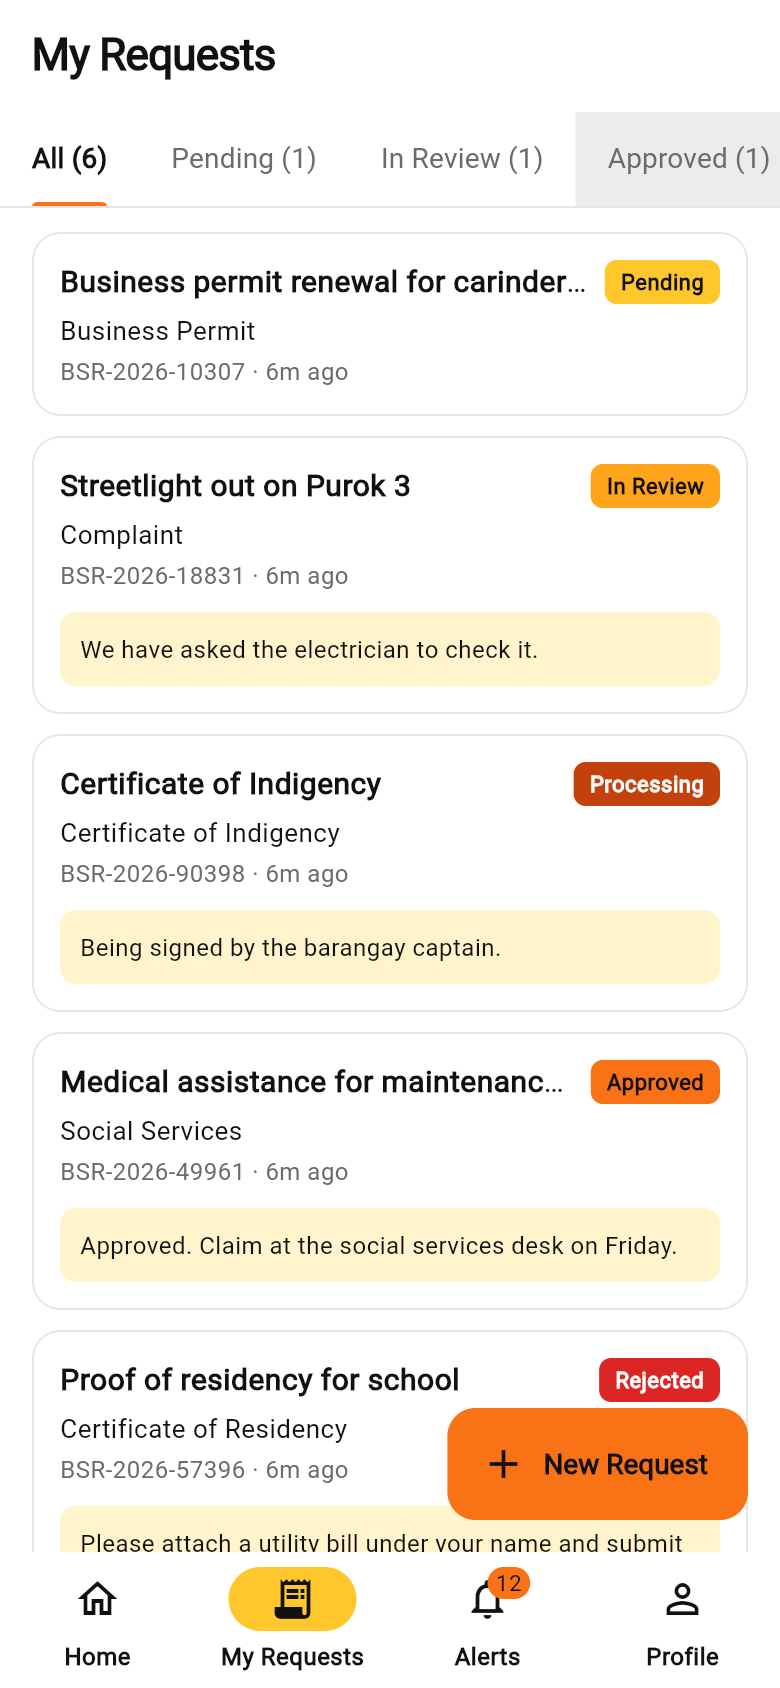 My Requests
All (6)
Pending (1)
In Review (1)
Approved (1)
Business permit renewal for carinder...
Pending
Business Permit
BSR-2026-10307 · 6m ago
Streetlight out on Purok 3
In Review
Complaint
BSR-2026-18831 · 6m ago
We have asked the electrician to check it.
Certificate of Indigency
Processing
Certificate of Indigency
BSR-2026-90398 · 6m ago
Being signed by the barangay captain.
Medical assistance for maintenanc...
Approved
Social Services
BSR-2026-49961 · 6m ago
Approved. Claim at the social services desk on Friday.
Proof of residency for school
Rejected
Certificate of Residency
BSR-2026-57396 · 6m ago
New Request
Please attach a utility bill under your name and submit
12
Home
My Requests
Alerts
Profile